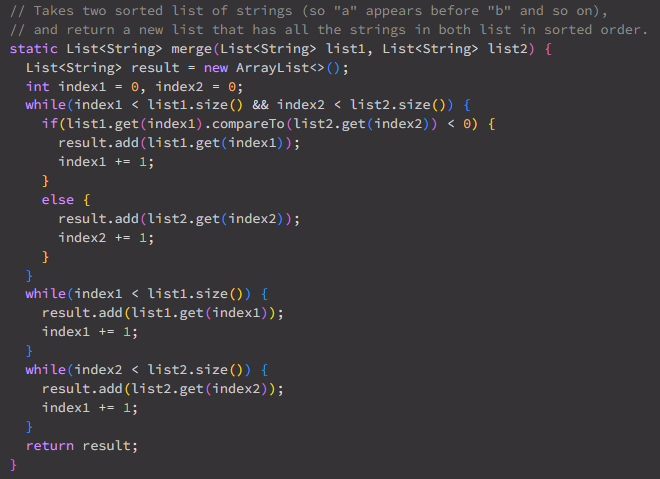 // Takes two sorted list of strings (so "a" appears before "b" and so on),
// and return a new list that has all the strings in both list in sorted order.
static List<String> merge(List<String> list1, List<String> list2) {
  List<String> result = new ArrayList<>();
  int index1 = 0, index2 = 0;
  while(index1 < list1.size() && index2 < list2.size()) {
    if(list1.get(index1).compareTo(list2.get(index2)) < 0) {
      result.add(list1.get(index1));
      index1 += 1;
    }
    else {
      result.add(list2.get(index2));
      index2 += 1;
    }
  }
  while(index1 < list1.size()) {
    result.add(list1.get(index1));
    index1 += 1;
  }
  while(index2 < list2.size()) {
    result.add(list2.get(index2));
    index1 += 1;
  }
  return result;
}